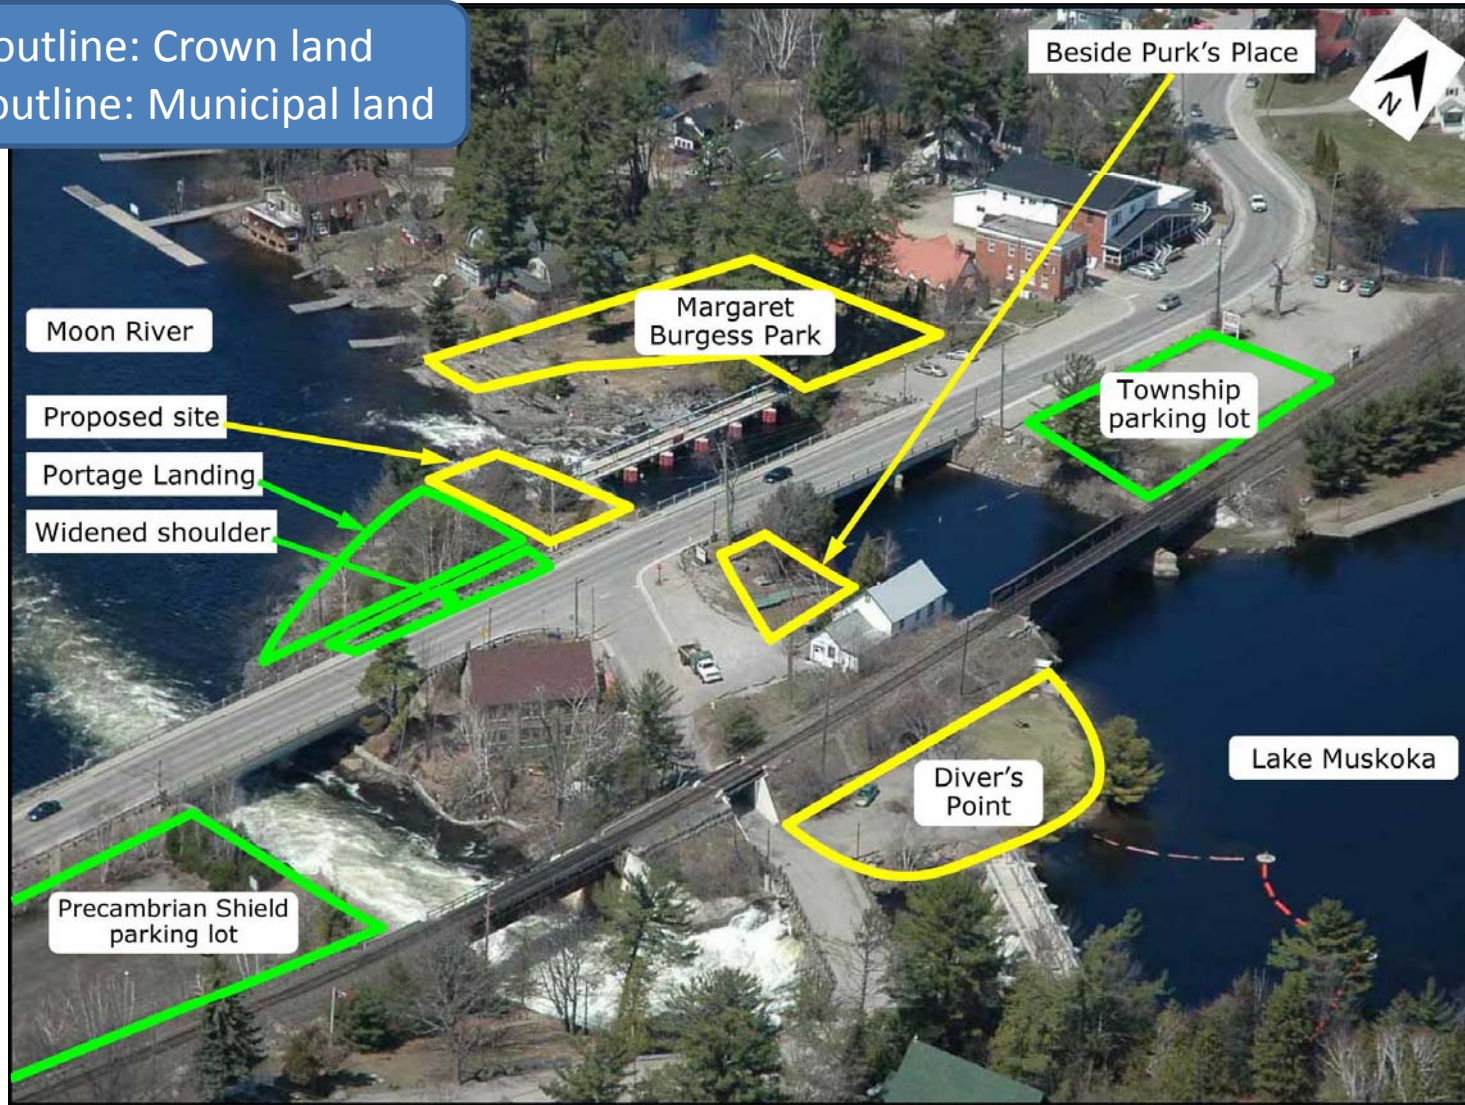 outline: Crown land
outline: Municipal land
Beside Purk's Place
N
Margaret
Burgess Park
Moon River
Township
parking lot
Proposed site
Portage Landing
Widened shoulder
Lake Muskoka
Diver's
Point
Precambrian Shield
parking lot